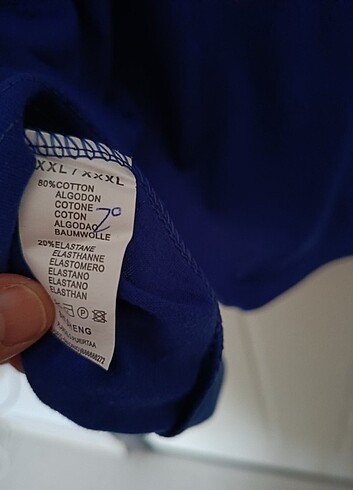 XXL / XXXL
80%COTTON
ALGODON
COTONE
COTON
ALGODAO
BAUMWOLLE
20%ELASTANE
ELASTHANNE
ELASTOMERO
ELASTANO
ELASTANO
ELASTHAN
P